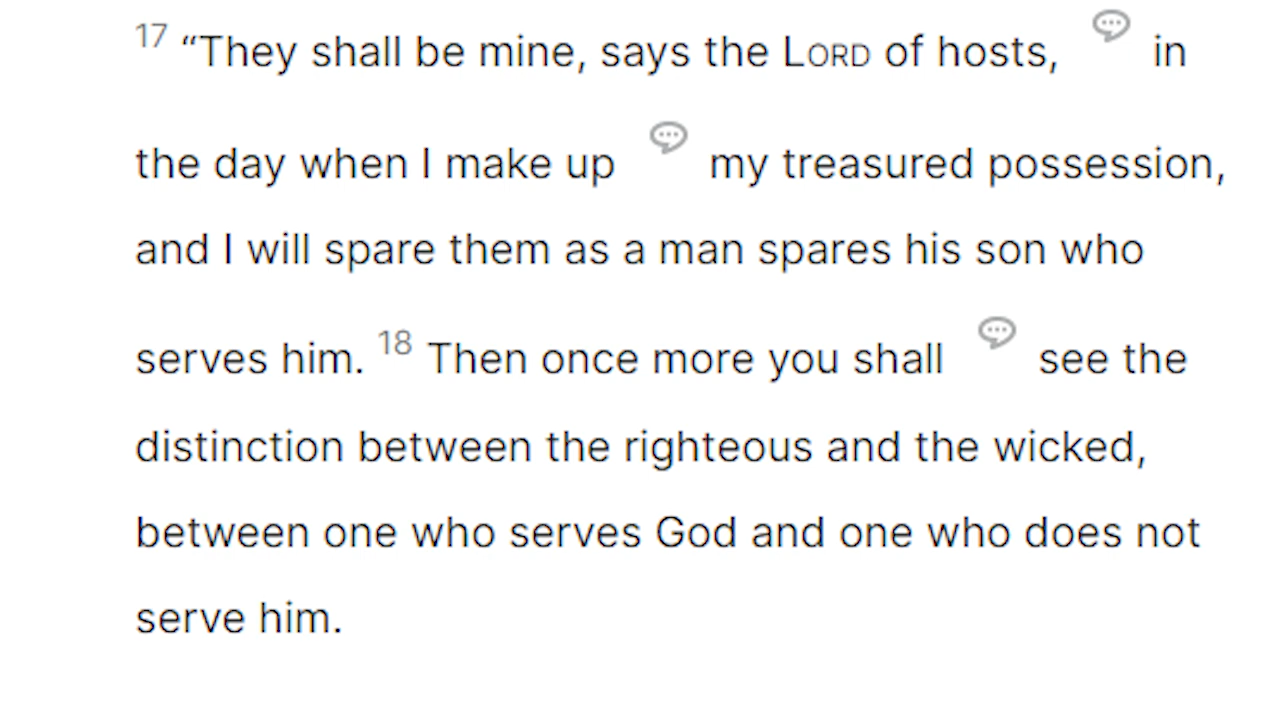 17 “They shall be mine, says the LORD of hosts, in
the day when I make up my treasured possession,
and I will spare them as a man spares his son who
serves him. 18 Then once more you shall see the
distinction between the righteous and the wicked,
between one who serves God and one who does not
serve him.